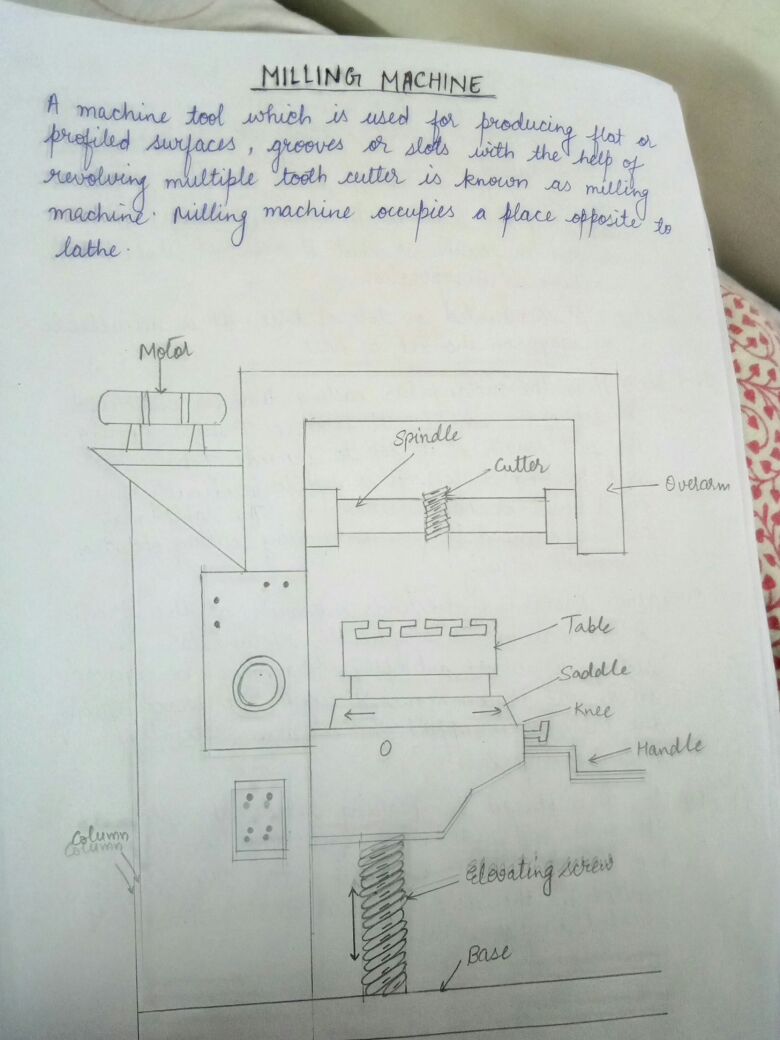 MILLING MACHINE
A machine tool which is used for producing flat or
profiled surfaces, grooves or slots with the help of
revolving multiple tooth cutter is known as milling
machine. Milling machine occupies a place opposite to
lathe.
Motor
Spindle
Cutter
Overarm
Table
Saddle
Knee
Handle
Column
Elevating screw
Base